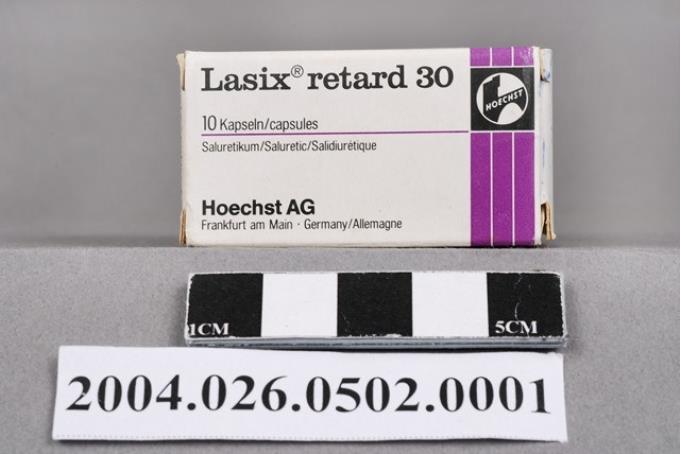 Lasix® retard 30
HOECHST
10 Kapseln/capsules
Saluretikum/Saluretic/Salidiurétique
Hoechst AG
Frankfurt am Main · Germany/Allemagne
1CM 5CM
2004.026.0502.0001